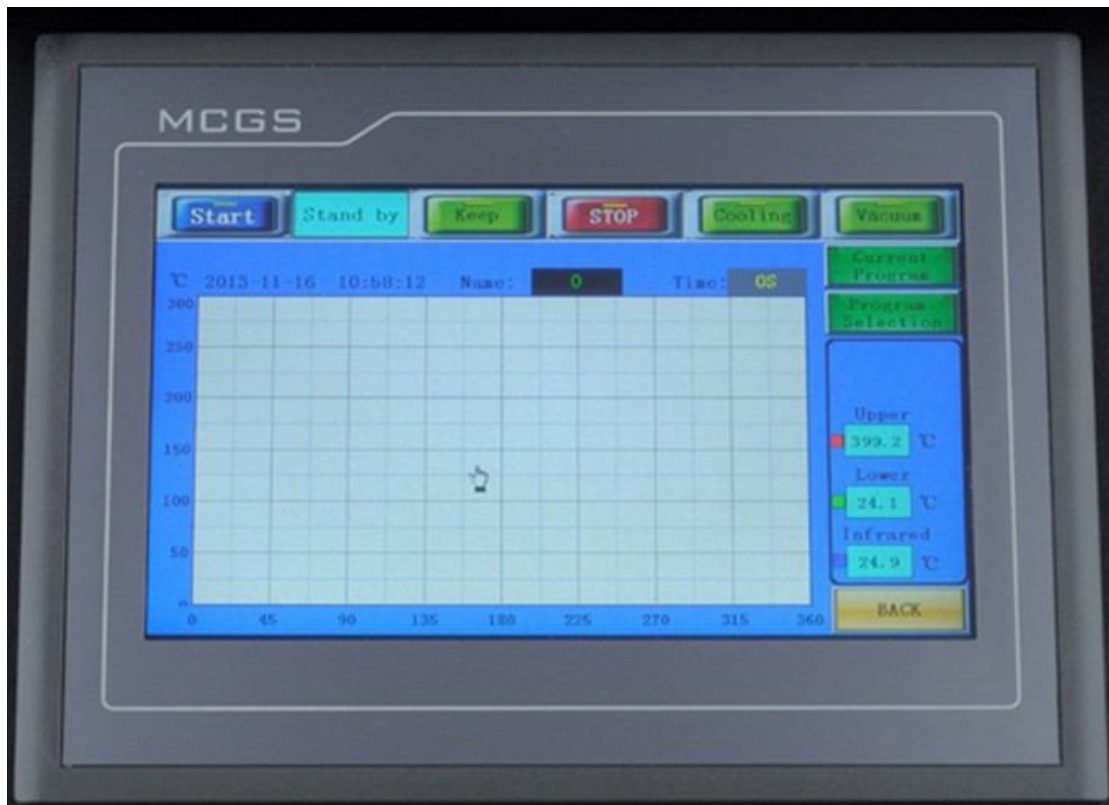 MCGS
Start Stand by Keep STOP Cooling Vacuum
℃ 2013-11-16 10:58:12 Name: 0 Time: 0S
Current
Program
Program
Selection
300
250
200
150
100
50
0
0 45 90 135 180 225 270 315 360
Upper
399.2 ℃
Lower
24.1 ℃
Infrared
24.9 ℃
BACK